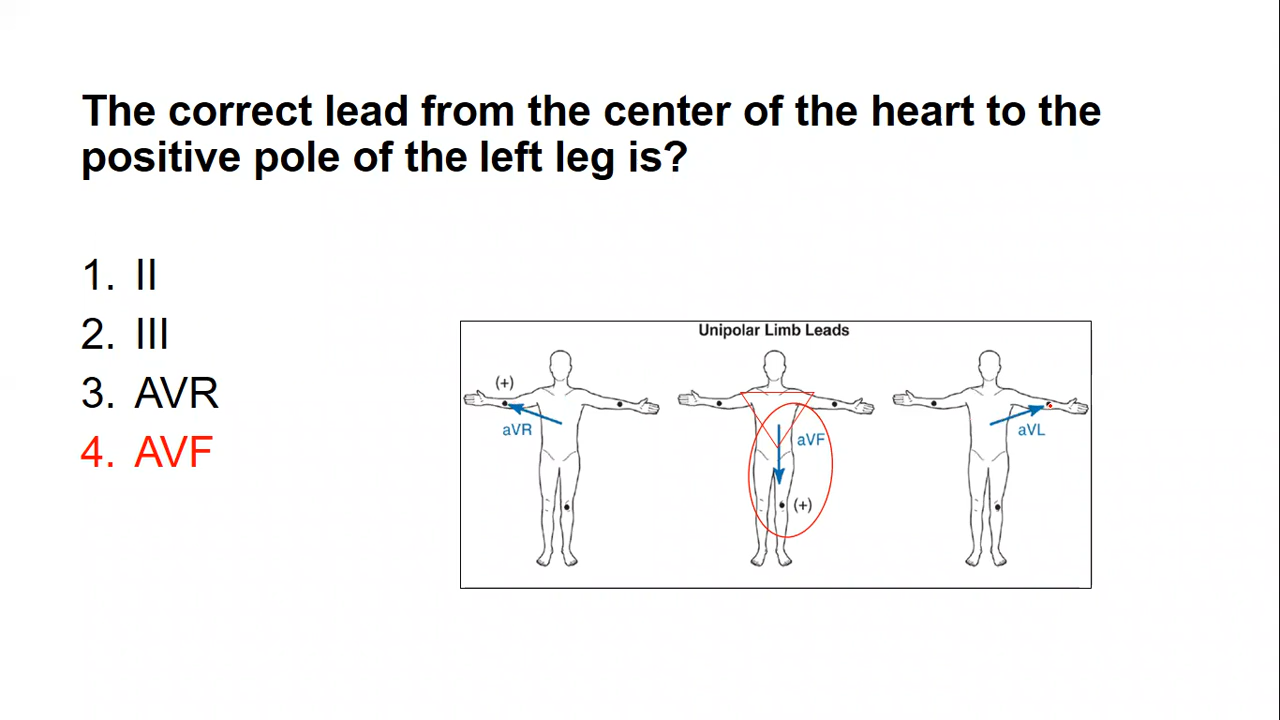 The correct lead from the center of the heart to the
positive pole of the left leg is?
1. II
2. III
3. AVR
4. AVF
Unipolar Limb Leads
(+)
aVR
aVF
(+)
aVL